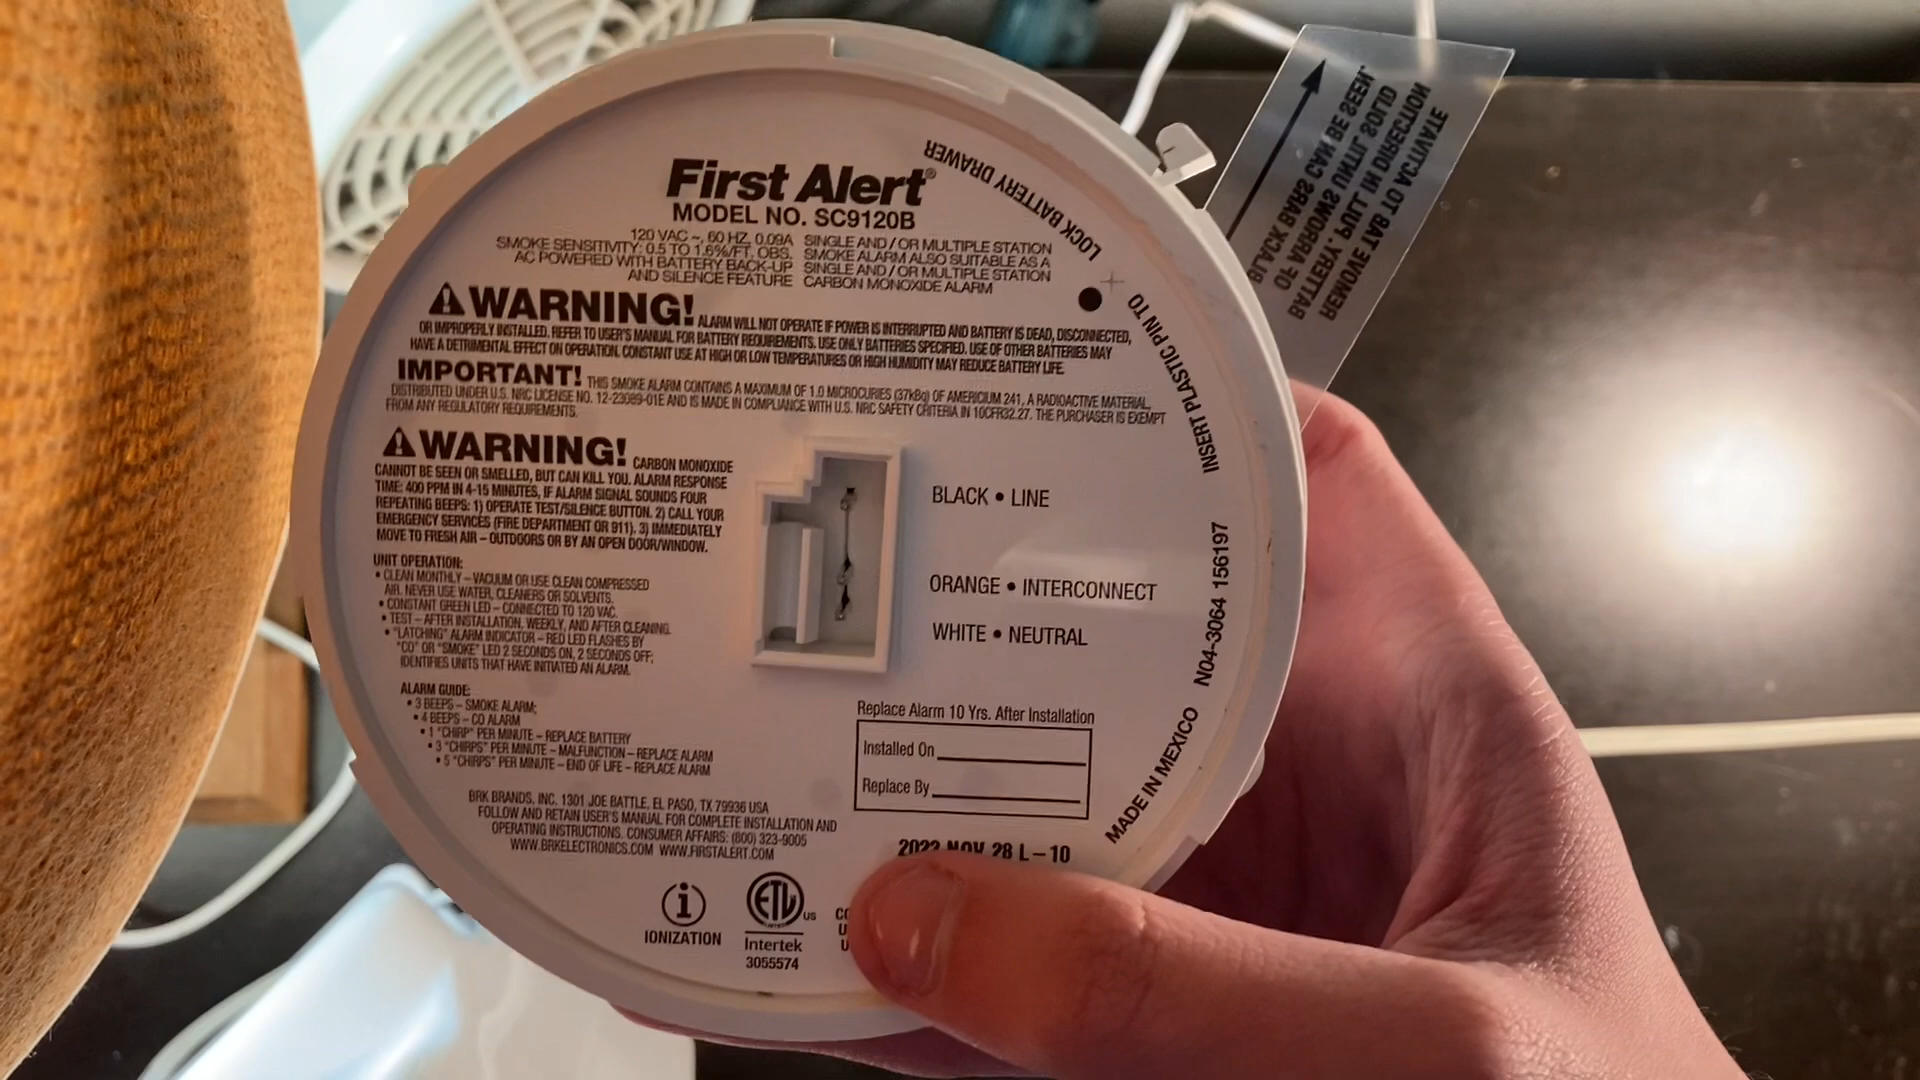 First Alert®
MODEL NO. SC9120B
120 VAC ~, 60 HZ, 0.09A
SMOKE SENSITIVITY: 0.5 TO 1.6%/FT. OBS.
AC POWERED WITH BATTERY BACK-UP
AND SILENCE FEATURE
SINGLE AND / OR MULTIPLE STATION
SMOKE ALARM ALSO SUITABLE AS A
SINGLE AND / OR MULTIPLE STATION
CARBON MONOXIDE ALARM
WARNING! ALARM WILL NOT OPERATE IF POWER IS INTERRUPTED AND BATTERY IS DEAD, DISCONNECTED,
OR IMPROPERLY INSTALLED. REFER TO USER'S MANUAL FOR BATTERY REQUIREMENTS. USE ONLY BATTERIES SPECIFIED. USE OF OTHER BATTERIES MAY
HAVE A DETRIMENTAL EFFECT ON OPERATION. CONSTANT USE AT HIGH OR LOW TEMPERATURES OR HIGH HUMIDITY MAY REDUCE BATTERY LIFE.
IMPORTANT! THIS SMOKE ALARM CONTAINS A MAXIMUM OF 1.0 MICROCURIES (37kBq) OF AMERICIUM 241, A RADIOACTIVE MATERIAL,
DISTRIBUTED UNDER U.S. NRC LICENSE NO. 12-23089-01E AND IS MADE IN COMPLIANCE WITH U.S. NRC SAFETY CRITERIA IN 10CFR32.27. THE PURCHASER IS EXEMPT
FROM ANY REGULATORY REQUIREMENTS.
WARNING! CARBON MONOXIDE
CANNOT BE SEEN OR SMELLED, BUT CAN KILL YOU. ALARM RESPONSE
TIME: 400 PPM IN 4-15 MINUTES, IF ALARM SIGNAL SOUNDS FOUR
REPEATING BEEPS: 1) OPERATE TEST/SILENCE BUTTON. 2) CALL YOUR
EMERGENCY SERVICES (FIRE DEPARTMENT OR 911). 3) IMMEDIATELY
MOVE TO FRESH AIR – OUTDOORS OR BY AN OPEN DOOR/WINDOW.
UNIT OPERATION:
• CLEAN MONTHLY – VACUUM OR USE CLEAN COMPRESSED
AIR. NEVER USE WATER, CLEANERS OR SOLVENTS.
• CONSTANT GREEN LED – CONNECTED TO 120 VAC.
• TEST – AFTER INSTALLATION, WEEKLY, AND AFTER CLEANING.
• "LATCHING" ALARM INDICATOR – RED LED FLASHES BY
"CO" OR "SMOKE" LED 2 SECONDS ON, 2 SECONDS OFF;
IDENTIFIES UNITS THAT HAVE INITIATED AN ALARM.
ALARM GUIDE:
• 3 BEEPS – SMOKE ALARM;
• 4 BEEPS – CO ALARM
• 1 "CHIRP" PER MINUTE – REPLACE BATTERY
• 3 "CHIRPS" PER MINUTE – MALFUNCTION – REPLACE ALARM
• 5 "CHIRPS" PER MINUTE – END OF LIFE – REPLACE ALARM
BRK BRANDS, INC. 1301 JOE BATTLE, EL PASO, TX 79936 USA
FOLLOW AND RETAIN USER'S MANUAL FOR COMPLETE INSTALLATION AND
OPERATING INSTRUCTIONS. CONSUMER AFFAIRS: (800) 323-9005
WWW.BRKELECTRONICS.COM WWW.FIRSTALERT.COM
i
IONIZATION
ETL
US
Intertek
3055574
BLACK • LINE
ORANGE • INTERCONNECT
WHITE • NEUTRAL
Replace Alarm 10 Yrs. After Installation
Installed On
Replace By
2022 NOV 28 L – 10
INSERT PLASTIC PIN TO
LOCK BATTERY DRAWER
MADE IN MEXICO N04-3064 156197
REMOVE TAB TO ACTIVATE
BATTERY. PULL IN DIRECTION
OF ARROWS UNTIL SOLID
BLACK BARS CAN BE SEEN.